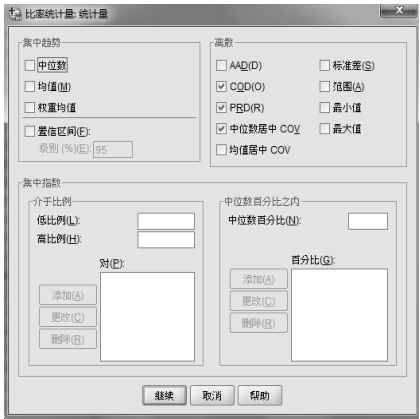 比率统计量: 统计量
集中趋势
中位数
均值(M)
权重均值
置信区间(F):
级别 (%)(E): 95
离散
AAD(D)
COD(O)
PRD(R)
中位数居中 COV
均值居中 COV
标准差(S)
范围(A)
最小值
最大值
集中指数
介于比例
低比例(L):
高比例(H):
对(P):
添加(A)
更改(C)
删除(R)
中位数百分比之内
中位数百分比(N):
百分比(G):
添加(A)
更改(C)
删除(R)
继续 取消 帮助